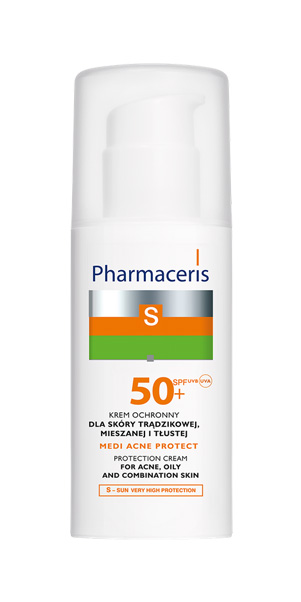 Pharmaceris
S
50+ SPF UVB UVA
KREM OCHRONNY
DLA SKÓRY TRĄDZIKOWEJ,
MIESZANEJ I TŁUSTEJ
MEDI ACNE PROTECT
PROTECTION CREAM
FOR ACNE, OILY
AND COMBINATION SKIN
S – SUN VERY HIGH PROTECTION